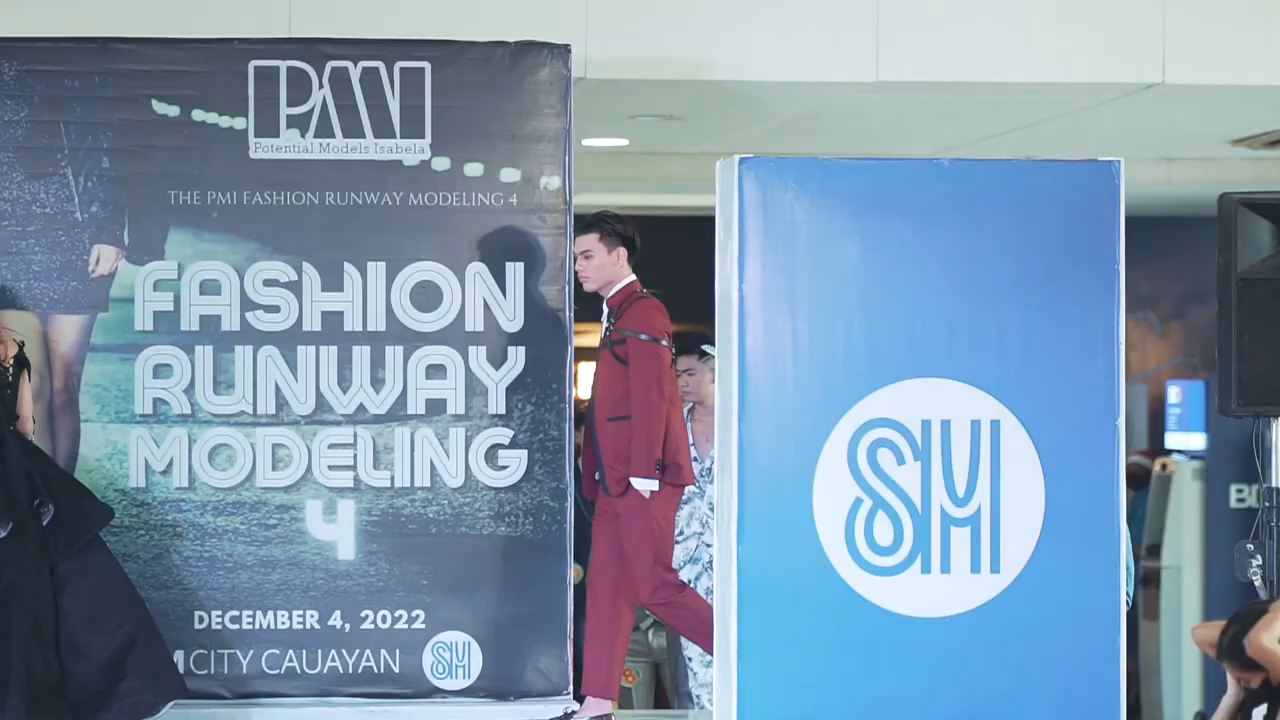 PMI
Potential Models Isabela
THE PMI FASHION RUNWAY MODELING 4
FASHION
RUNWAY
MODELING
4
DECEMBER 4, 2022
CITY CAUAYAN
SM
SM